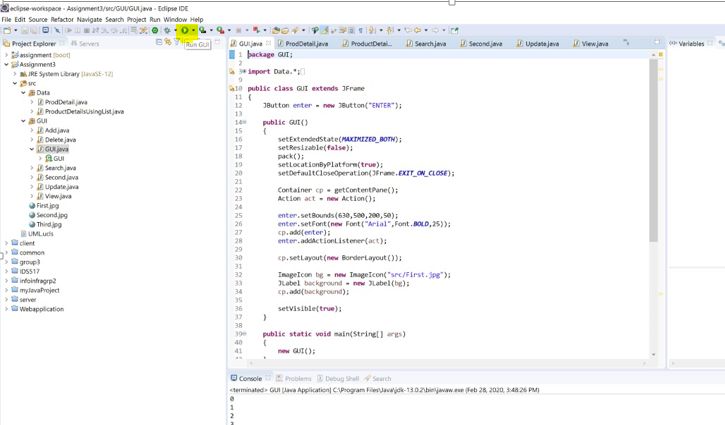 eclipse-workspace - Assignment3/src/GUI/GUI.java - Eclipse IDE
File Edit Source Refactor Navigate Search Project Run Window Help
Run GUI
Project Explorer
Servers
assignment [boot]
Assignment3
JRE System Library [JavaSE-12]
src
Data
ProdDetail.java
ProductDetailsUsingList.java
GUI
Add.java
Delete.java
GUI.java
GUI
Search.java
Second.java
Update.java
View.java
First.jpg
Second.jpg
Third.jpg
UML.ucls
client
common
group3
IDS517
infoinfragrp2
myJavaProject
server
Webapplication
GUI.java ProdDetail.java ProductDetai... Search.java Second.java Update.java View.java
1 package GUI;
2
3 import Data.*;
9
10 public class GUI extends JFrame
11 {
12 JButton enter = new JButton("ENTER");
13
14 public GUI()
15 {
16 setExtendedState(MAXIMIZED_BOTH);
17 setResizable(false);
18 pack();
19 setLocationByPlatform(true);
20 setDefaultCloseOperation(JFrame.EXIT_ON_CLOSE);
21
22 Container cp = getContentPane();
23 Action act = new Action();
24
25 enter.setBounds(630,500,200,50);
26 enter.setFont(new Font("Arial",Font.BOLD,25));
27 cp.add(enter);
28 enter.addActionListener(act);
29
30 cp.setLayout(new BorderLayout());
31
32 ImageIcon bg = new ImageIcon("src/First.jpg");
33 JLabel background = new JLabel(bg);
34 cp.add(background);
35
36 setVisible(true);
37 }
38
39 public static void main(String[] args)
40 {
41 new GUI();
Variables
Console Problems Debug Shell Search
<terminated> GUI [Java Application] C:\Program Files\Java\jdk-13.0.2\bin\javaw.exe (Feb 28, 2020, 3:48:26 PM)
0
1
2
3